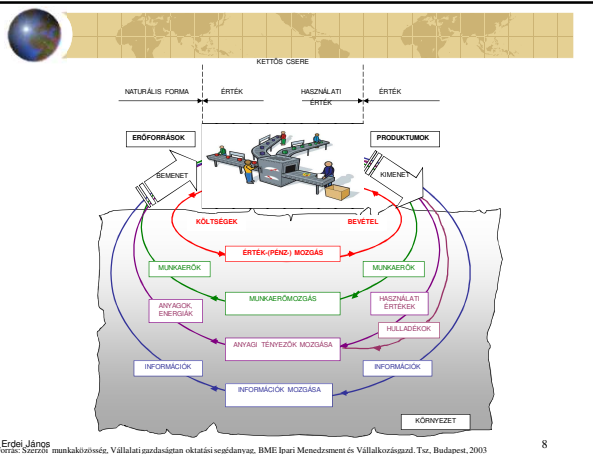 KETTŐS CSERE
NATURÁLIS FORMA
ÉRTÉK
HASZNÁLATI
ÉRTÉK
ÉRTÉK
ERŐFORRÁSOK
PRODUKTUMOK
BEMENET
KIMENET
KÖLTSÉGEK
BEVÉTEL
ÉRTÉK-(PÉNZ-) MOZGÁS
MUNKAERŐK
MUNKAERŐK
MUNKAERŐMOZGÁS
ANYAGOK,
ENERGIÁK
HASZNÁLATI
ÉRTÉKEK
HULLADÉKOK
ANYAGI TÉNYEZŐK MOZGÁSA
INFORMÁCIÓK
INFORMÁCIÓK
INFORMÁCIÓK MOZGÁSA
KÖRNYEZET
Erdei János
Forrás: Szerzői munkaközösség, Vállalati gazdaságtan oktatási segédanyag, BME Ipari Menedzsment és Vállalkozásgazd. Tsz, Budapest, 2003
8